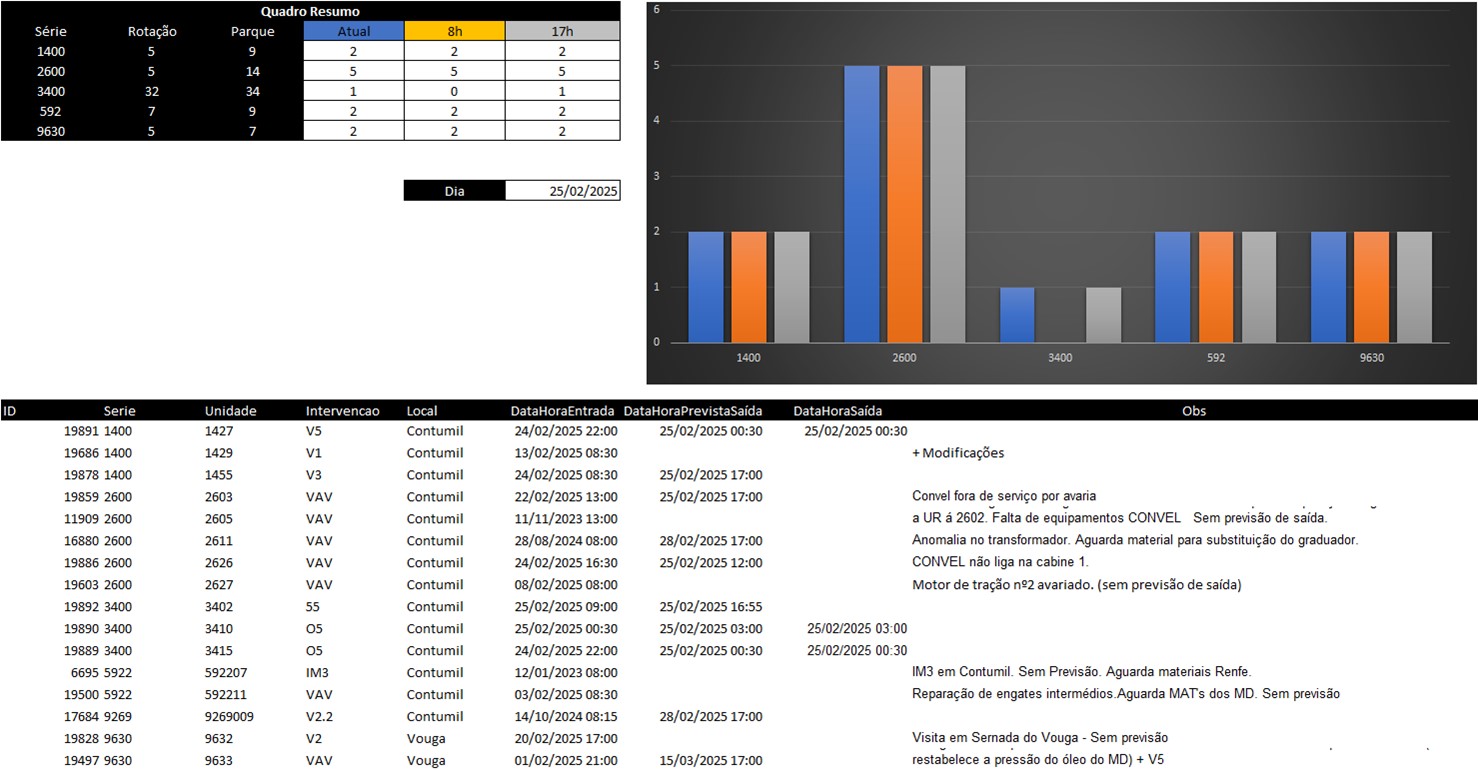 Quadro Resumo
Série Rotação Parque Atual 8h 17h
1400 5 9 2 2 2
2600 5 14 5 5 5
3400 32 34 1 0 1
592 7 9 2 2 2
9630 5 7 2 2 2
Dia 25/02/2025
6
5
4
3
2
1
0
1400 2600 3400 592 9630
ID Serie Unidade Intervencao Local DataHoraEntrada DataHoraPrevistaSaída DataHoraSaída Obs
19891 1400 1427 V5 Contumil 24/02/2025 22:00 25/02/2025 00:30 25/02/2025 00:30
19686 1400 1429 V1 Contumil 13/02/2025 08:30 + Modificações
19878 1400 1455 V3 Contumil 24/02/2025 08:30 25/02/2025 17:00
19859 2600 2603 VAV Contumil 22/02/2025 13:00 25/02/2025 17:00 Convel fora de serviço por avaria
11909 2600 2605 VAV Contumil 11/11/2023 13:00 a UR á 2602. Falta de equipamentos CONVEL Sem previsão de saída.
16880 2600 2611 VAV Contumil 28/08/2024 08:00 28/02/2025 17:00 Anomalia no transformador. Aguarda material para substituição do graduador.
19886 2600 2626 VAV Contumil 24/02/2025 16:30 25/02/2025 12:00 CONVEL não liga na cabine 1.
19603 2600 2627 VAV Contumil 08/02/2025 08:00 Motor de tração nº2 avariado. (sem previsão de saída)
19892 3400 3402 55 Contumil 25/02/2025 09:00 25/02/2025 16:55
19890 3400 3410 O5 Contumil 25/02/2025 00:30 25/02/2025 03:00 25/02/2025 03:00
19889 3400 3415 O5 Contumil 24/02/2025 22:00 25/02/2025 00:30 25/02/2025 00:30
6695 5922 592207 IM3 Contumil 12/01/2023 08:00 IM3 em Contumil. Sem Previsão. Aguarda materiais Renfe.
19500 5922 592211 VAV Contumil 03/02/2025 08:30 Reparação de engates intermédios.Aguarda MAT's dos MD. Sem previsão
17684 9269 9269009 V2.2 Contumil 14/10/2024 08:15 28/02/2025 17:00
19828 9630 9632 V2 Vouga 20/02/2025 17:00 Visita em Sernada do Vouga - Sem previsão
19497 9630 9633 VAV Vouga 01/02/2025 21:00 15/03/2025 17:00 restabelece a pressão do óleo do MD) + V5